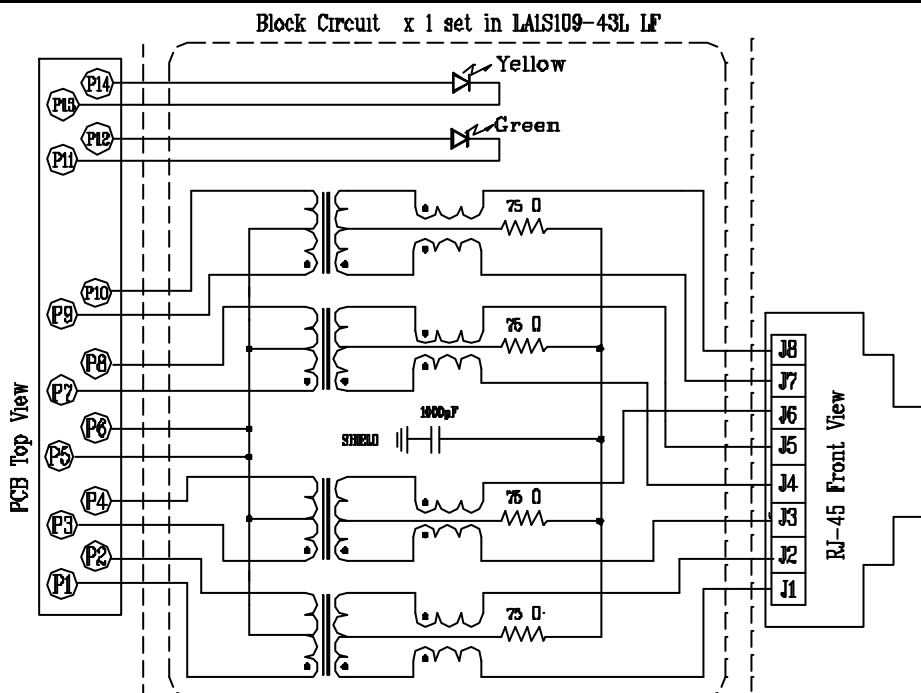 Block Circuit x 1 set in LA1S109-43L LF
P14
Yellow
P13
P12
Green
P11
75 Ω
P10
P9
75 Ω
J8
P8
J7
P7
1000pF
J6
P6
SHIELD
J5
P5
J4
P4
75 Ω
J3
P3
J2
P2
J1
P1
75 Ω
PCB Top View
RJ-45 Front View